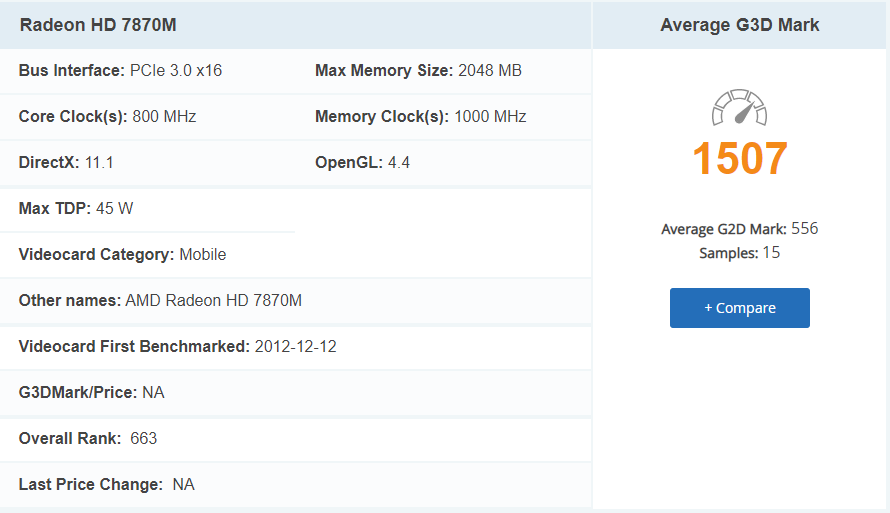 Radeon HD 7870M
Average G3D Mark
Bus Interface: PCIe 3.0 x16
Max Memory Size: 2048 MB
Core Clock(s): 800 MHz
Memory Clock(s): 1000 MHz
DirectX: 11.1
OpenGL: 4.4
Max TDP: 45 W
Videocard Category: Mobile
Other names: AMD Radeon HD 7870M
Videocard First Benchmarked: 2012-12-12
G3DMark/Price: NA
Overall Rank: 663
Last Price Change: NA
1507
Average G2D Mark: 556
Samples: 15
+ Compare